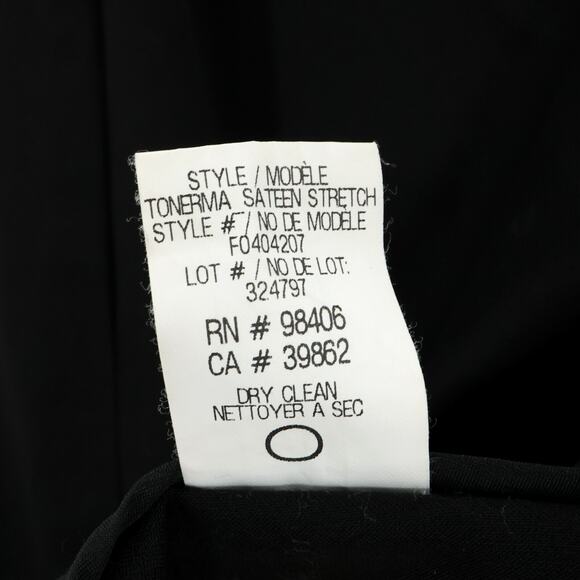 STYLE / MODÈLE
TONERMA SATEEN STRETCH
STYLE # / NO DE MODÈLE
F0404207
LOT # / NO DE LOT:
324797
RN # 98406
CA # 39862
DRY CLEAN
NETTOYER A SEC